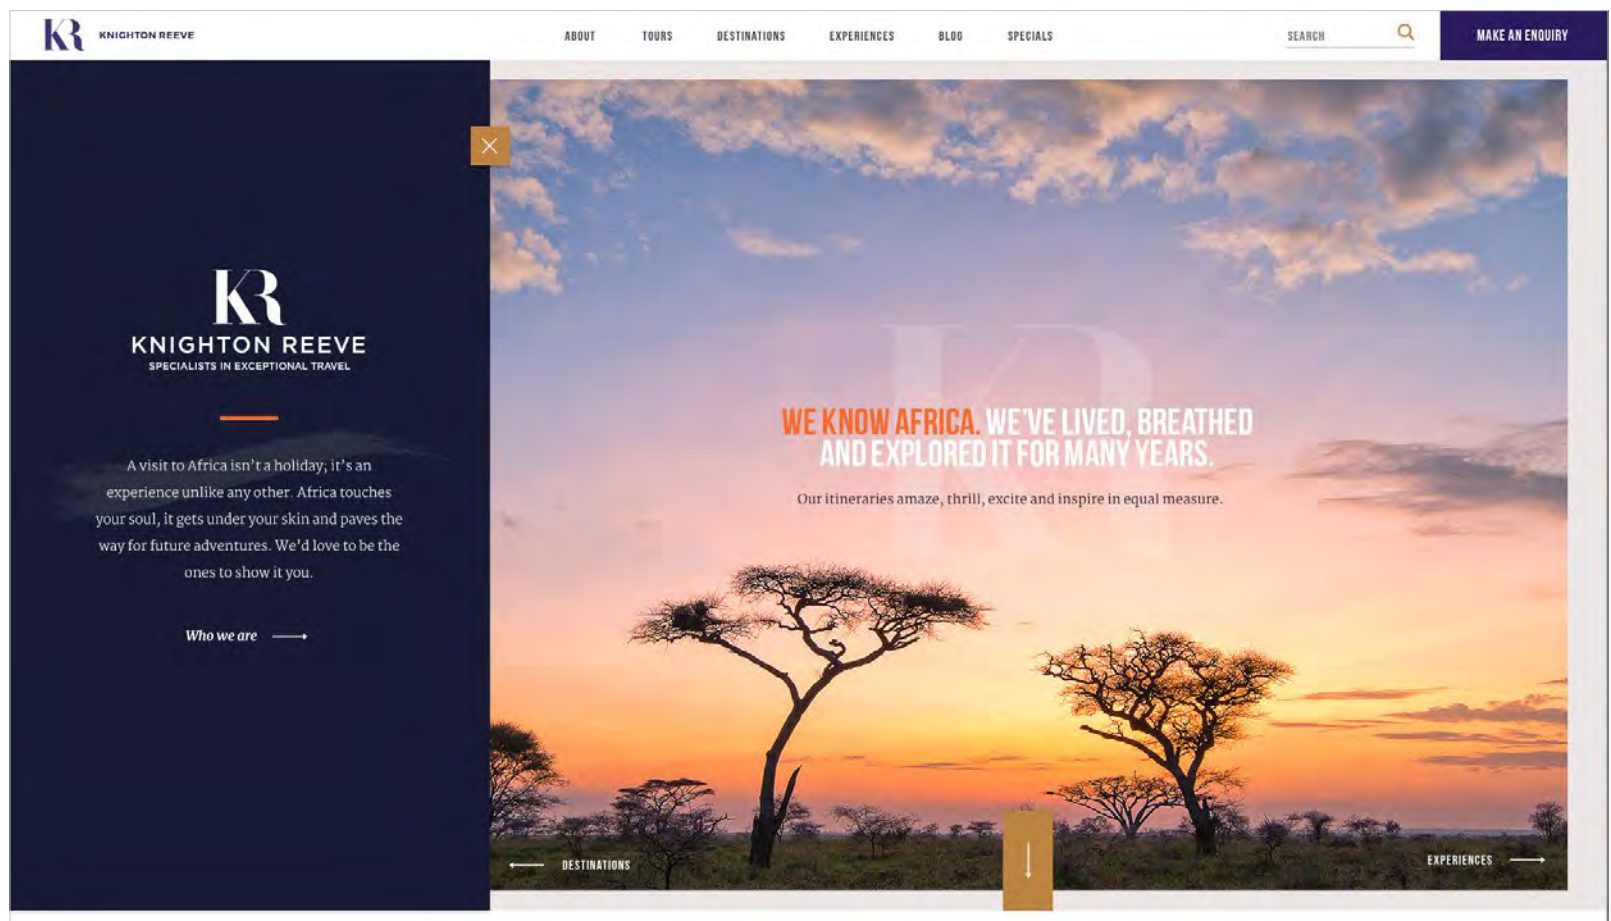 KR KNIGHTON REEVE
ABOUT TOURS DESTINATIONS EXPERIENCES BLOG SPECIALS
SEARCH
MAKE AN ENQUIRY
KR
KNIGHTON REEVE
SPECIALISTS IN EXCEPTIONAL TRAVEL
A visit to Africa isn't a holiday; it's an
experience unlike any other. Africa touches
your soul, it gets under your skin and paves the
way for future adventures. We'd love to be the
ones to show it you.
Who we are
KR
WE KNOW AFRICA. WE'VE LIVED, BREATHED
AND EXPLORED IT FOR MANY YEARS.
Our itineraries amaze, thrill, excite and inspire in equal measure.
DESTINATIONS
EXPERIENCES